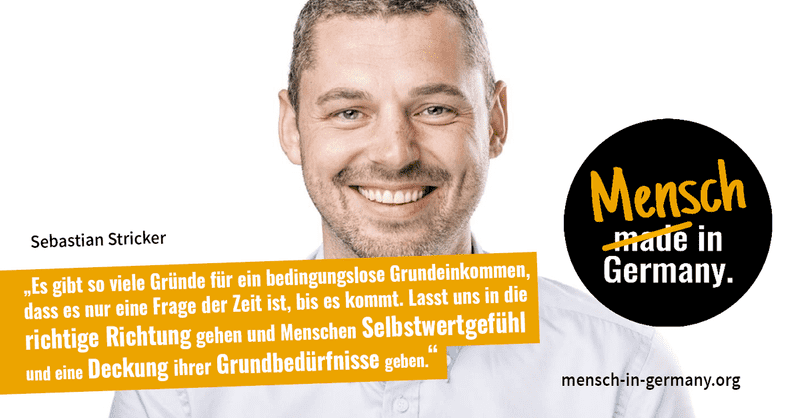 Sebastian Stricker
„Es gibt so viele Gründe für ein bedingungslose Grundeinkommen,
dass es nur eine Frage der Zeit ist, bis es kommt. Lasst uns in die
richtige Richtung gehen und Menschen Selbstwertgefühl
und eine Deckung ihrer Grundbedürfnisse geben.“
Mensch
made in
Germany.
mensch-in-germany.org